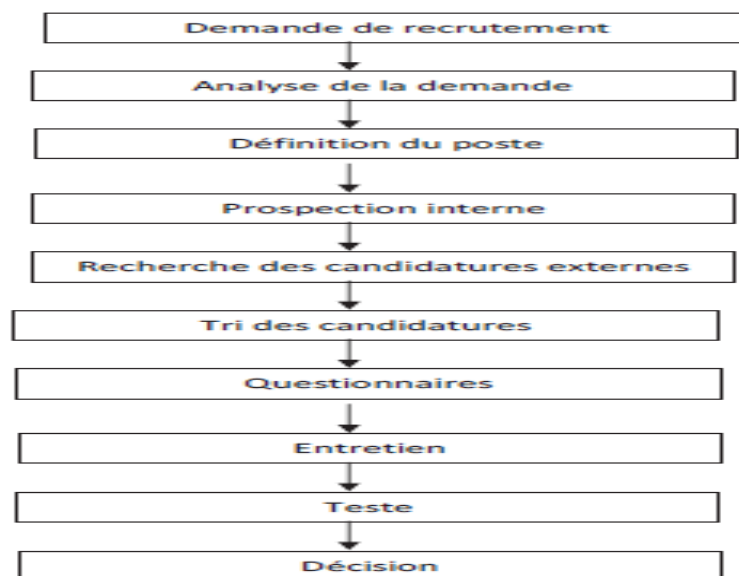 Demande de recrutement
Analyse de la demande
Définition du poste
Prospection interne
Recherche des candidatures externes
Tri des candidatures
Questionnaires
Entretien
Teste
Décision